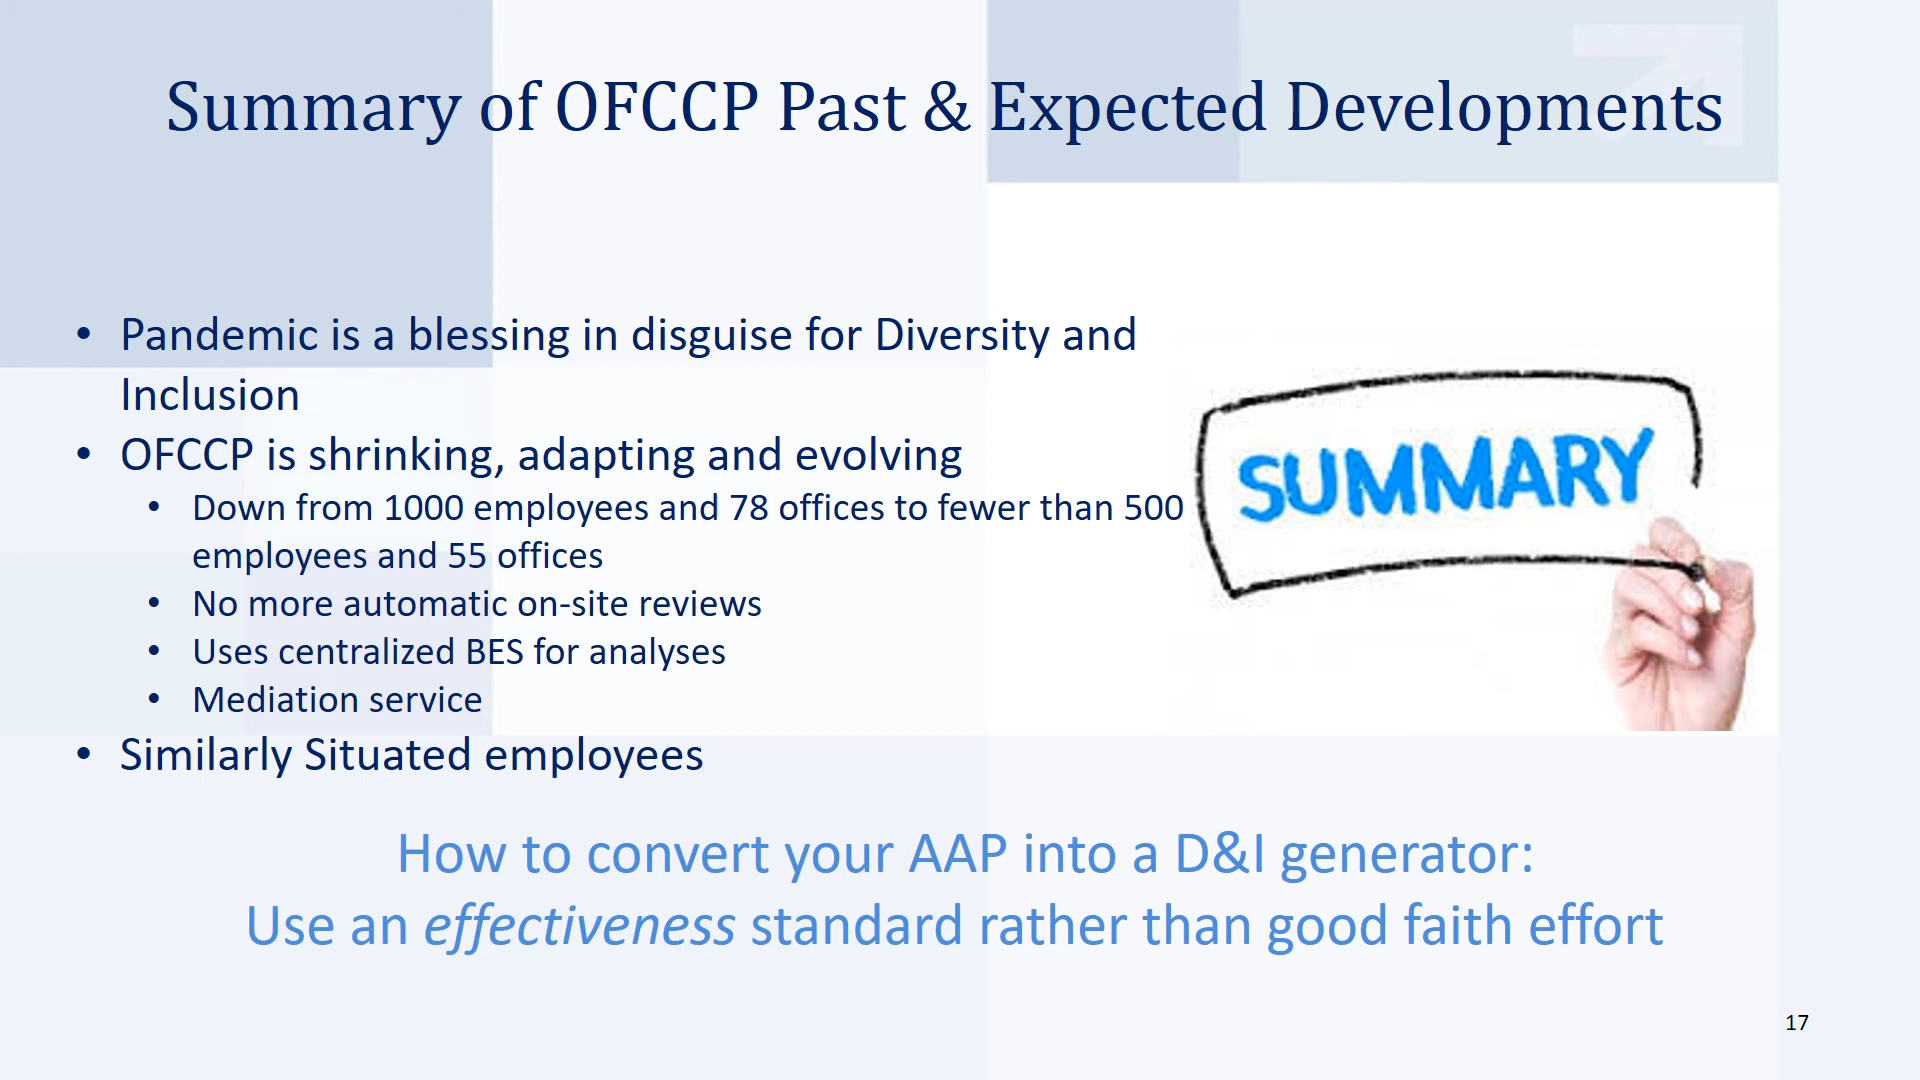 Summary of OFCCP Past & Expected Developments
• Pandemic is a blessing in disguise for Diversity and
Inclusion
• OFCCP is shrinking, adapting and evolving
• Down from 1000 employees and 78 offices to fewer than 500
employees and 55 offices
• No more automatic on-site reviews
• Uses centralized BES for analyses
• Mediation service
• Similarly Situated employees
SUMMARY
How to convert your AAP into a D&I generator:
Use an effectiveness standard rather than good faith effort
17